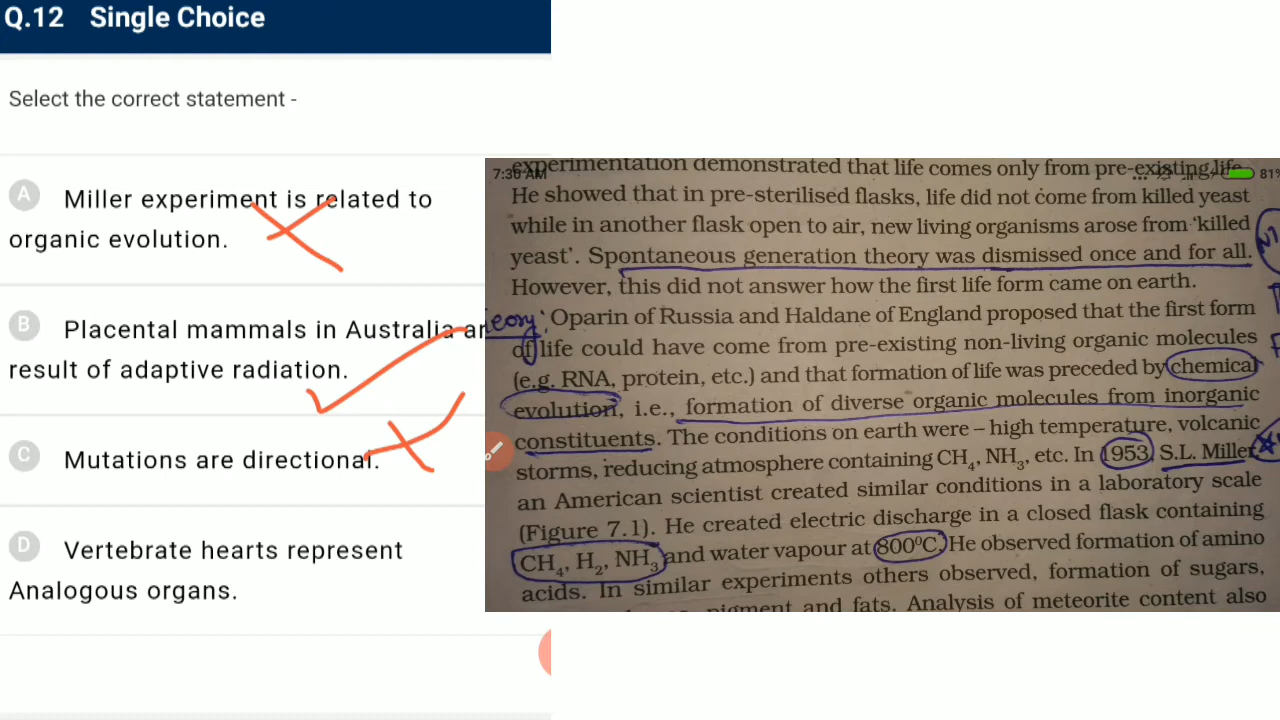 Q.12 Single Choice
Select the correct statement -
A Miller experiment is related to
organic evolution.
B Placental mammals in Australia ar
result of adaptive radiation.
C Mutations are directional.
D Vertebrate hearts represent
Analogous organs.
7:36 AM
81%
experimentation demonstrated that life comes only from pre-existing life.
He showed that in pre-sterilised flasks, life did not come from killed yeast
while in another flask open to air, new living organisms arose from 'killed
yeast'. Spontaneous generation theory was dismissed once and for all.
However, this did not answer how the first life form came on earth.
eory Oparin of Russia and Haldane of England proposed that the first form
of life could have come from pre-existing non-living organic molecules
(e.g. RNA, protein, etc.) and that formation of life was preceded by chemical
evolution, i.e., formation of diverse organic molecules from inorganic
constituents. The conditions on earth were – high temperature, volcanic
storms, reducing atmosphere containing CH₄, NH₃, etc. In 1953, S.L. Miller,
an American scientist created similar conditions in a laboratory scale
(Figure 7.1). He created electric discharge in a closed flask containing
CH₄, H₂, NH₃ and water vapour at 800⁰C. He observed formation of amino
acids. In similar experiments others observed, formation of sugars,
pigment and fats. Analysis of meteorite content also